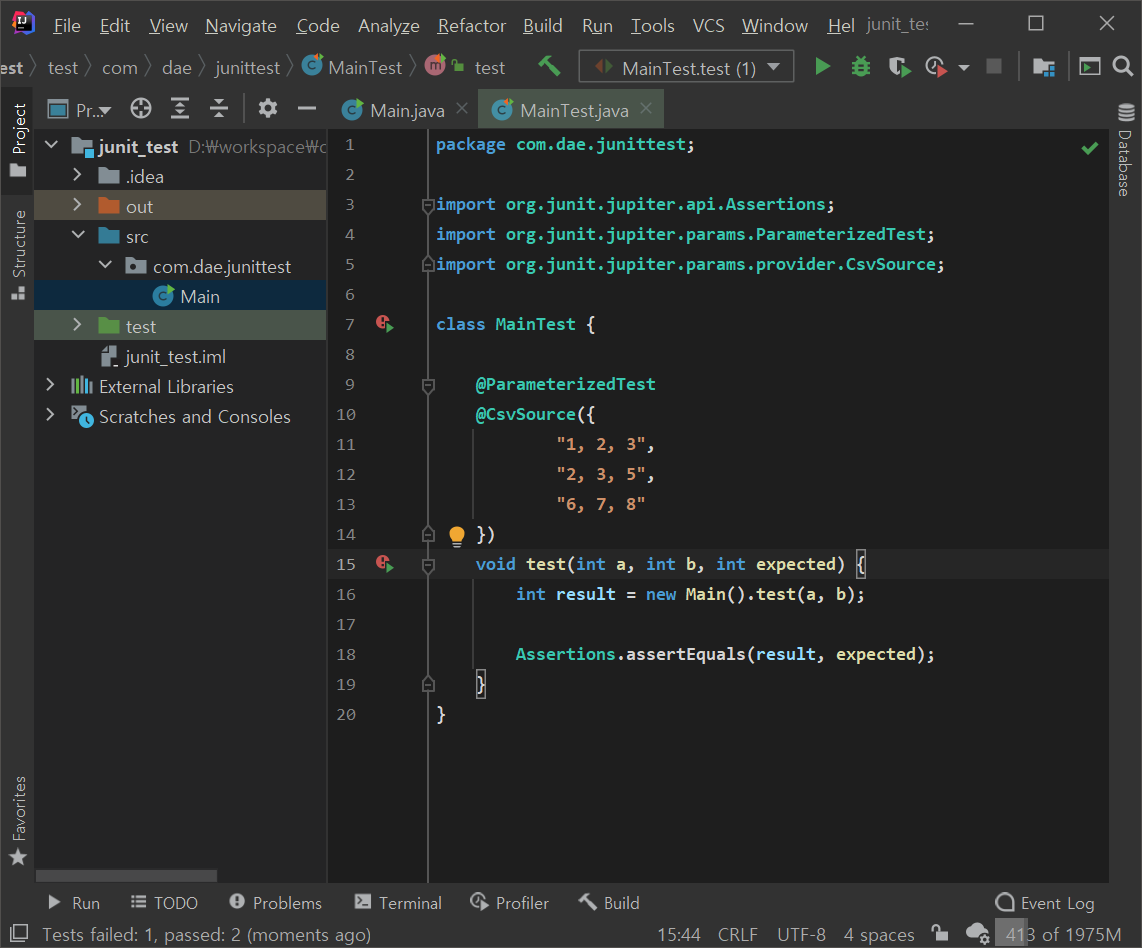 File Edit View Navigate Code Analyze Refactor Build Run Tools VCS Window Hel junit_tes
est test com dae junittest MainTest test MainTest.test (1)
Pr... Main.java MainTest.java
Project
Structure
Favorites
Database
junit_test D:₩workspace₩c
.idea
out
src
com.dae.junittest
Main
test
junit_test.iml
External Libraries
Scratches and Consoles
1 package com.dae.junittest;
2
3 import org.junit.jupiter.api.Assertions;
4 import org.junit.jupiter.params.ParameterizedTest;
5 import org.junit.jupiter.params.provider.CsvSource;
6
7 class MainTest {
8
9 @ParameterizedTest
10 @CsvSource({
11 "1, 2, 3",
12 "2, 3, 5",
13 "6, 7, 8"
14 })
15 void test(int a, int b, int expected) {
16 int result = new Main().test(a, b);
17
18 Assertions.assertEquals(result, expected);
19 }
20 }
Run TODO Problems Terminal Profiler Build Event Log
Tests failed: 1, passed: 2 (moments ago) 15:44 CRLF UTF-8 4 spaces 413 of 1975M